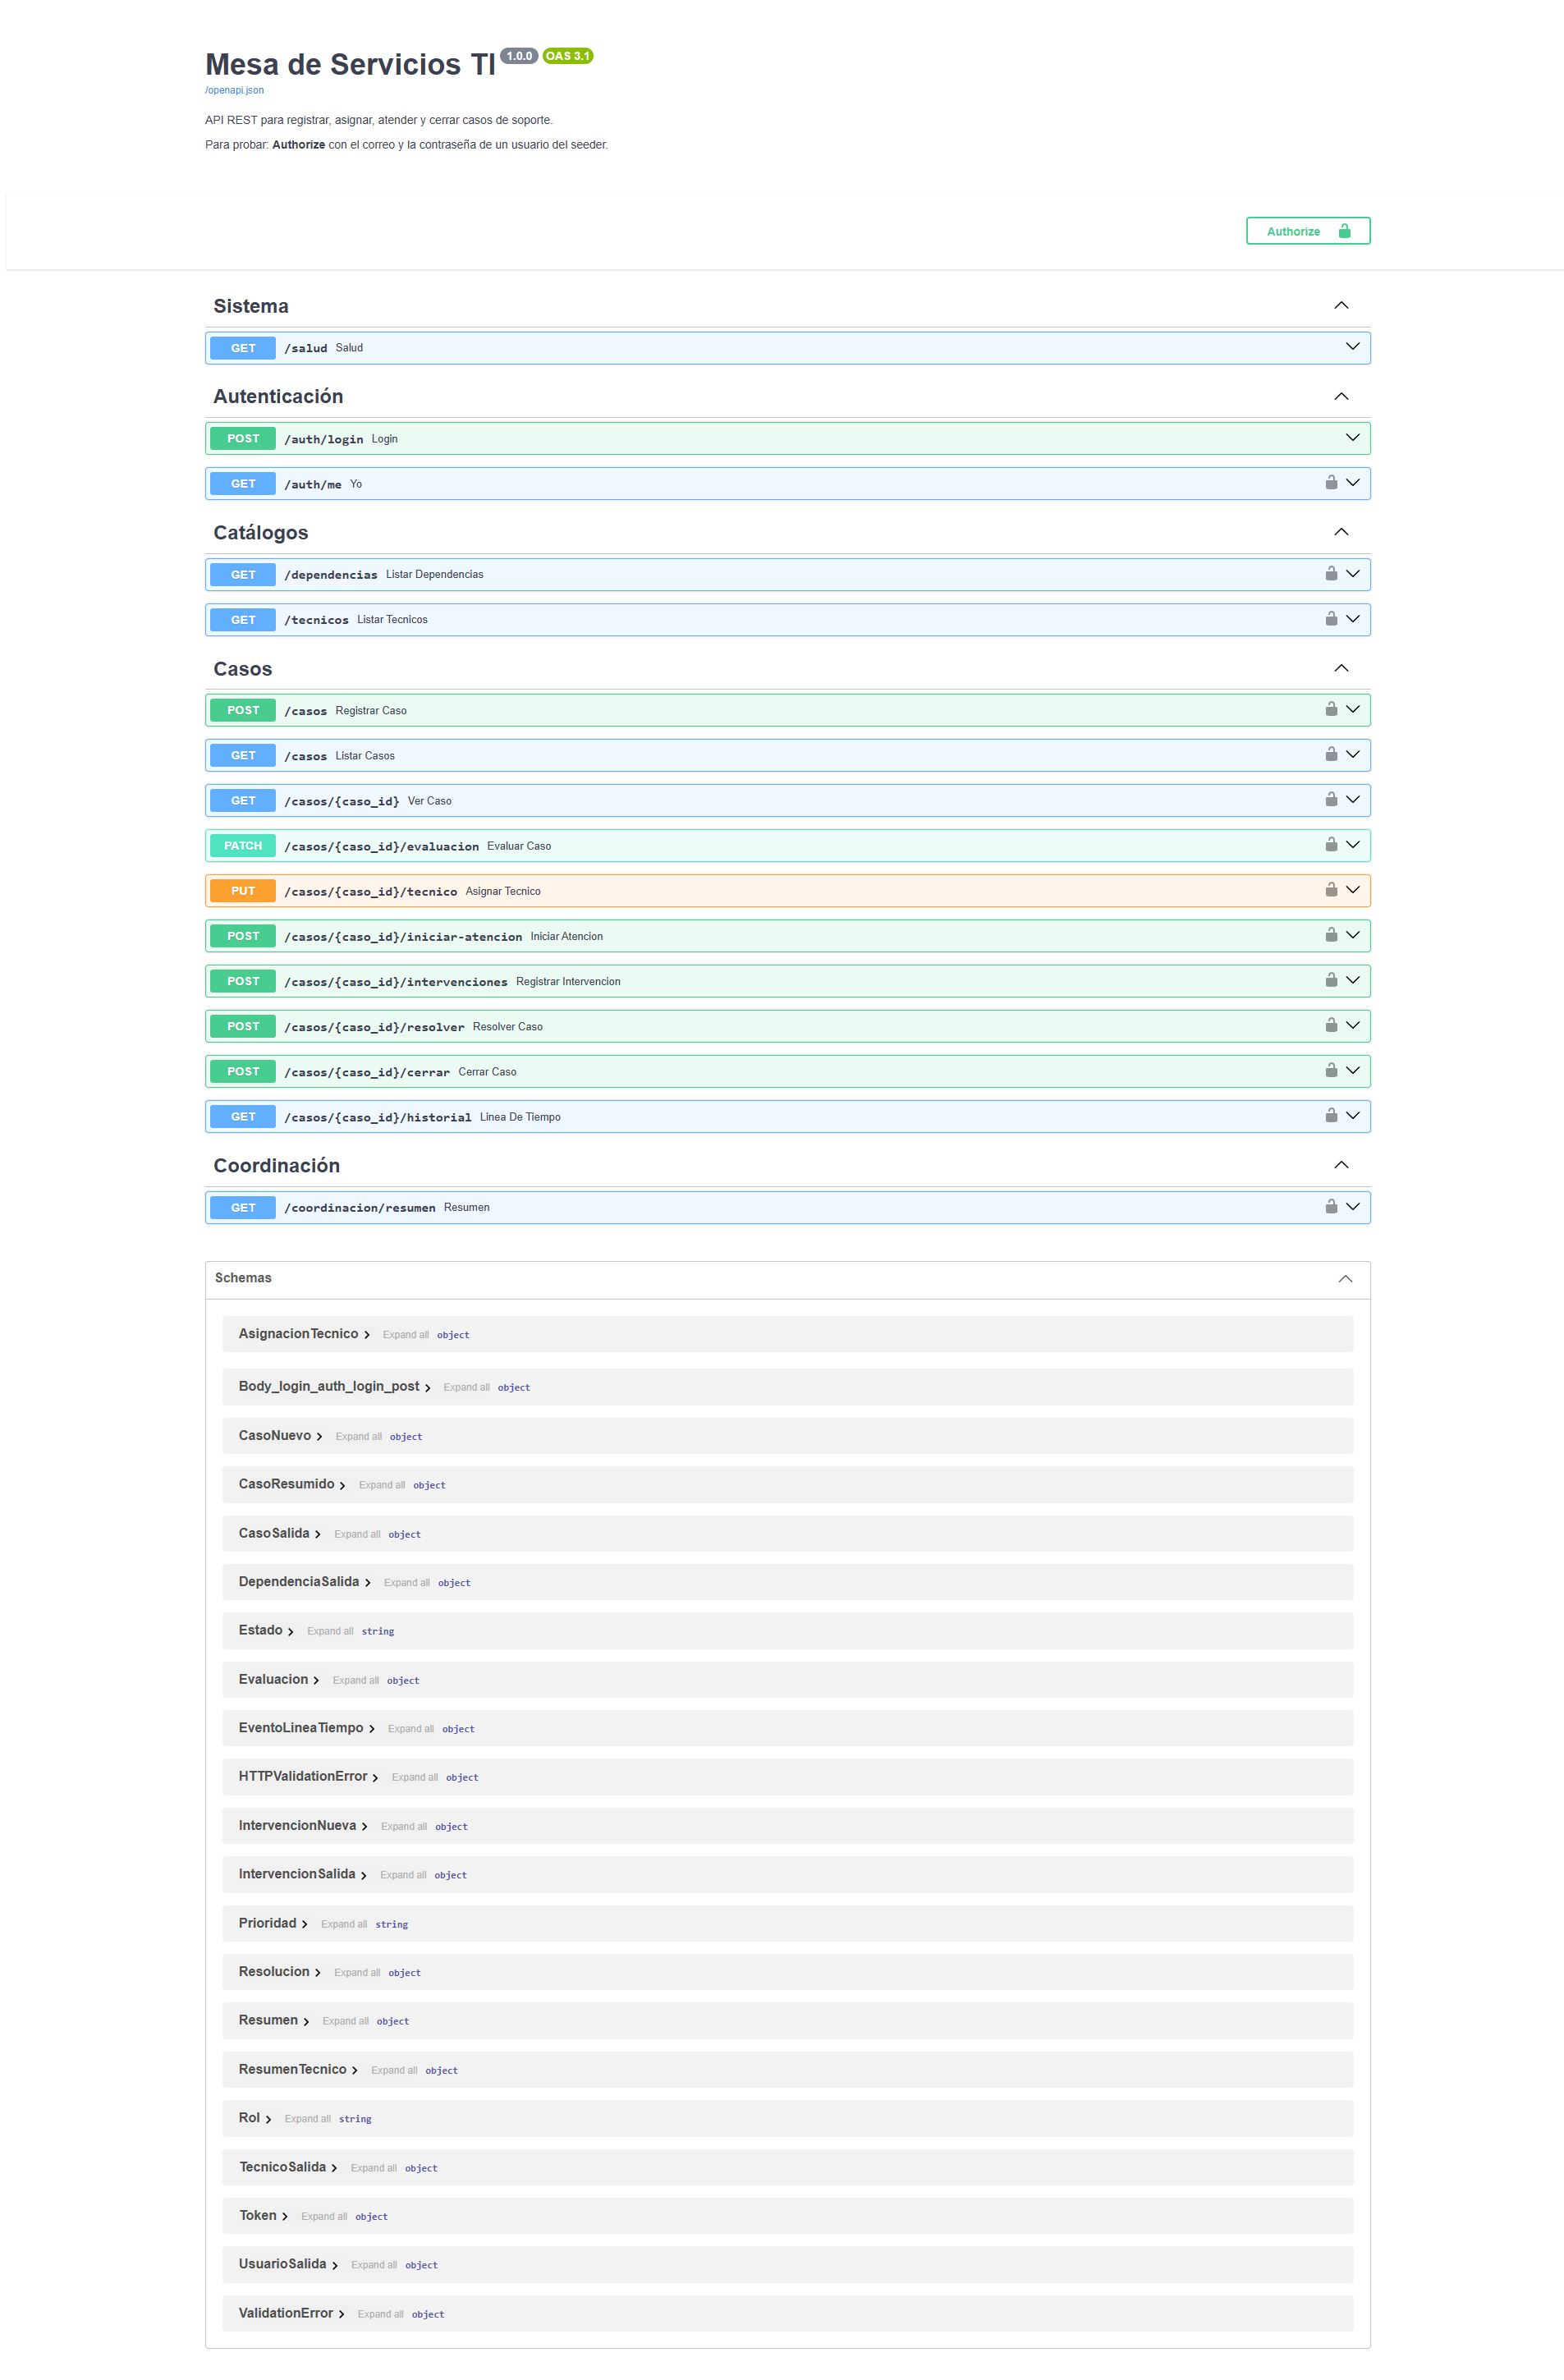 Mesa de Servicios TI 1.0.0 OAS 3.1
/openapi.json
API REST para registrar, asignar, atender y cerrar casos de soporte.
Para probar: Authorize con el correo y la contraseña de un usuario del seeder.
Authorize
Sistema
GET /salud Salud
Autenticación
POST /auth/login Login
GET /auth/me Yo
Catálogos
GET /dependencias Listar Dependencias
GET /tecnicos Listar Tecnicos
Casos
POST /casos Registrar Caso
GET /casos Listar Casos
GET /casos/{caso_id} Ver Caso
PATCH /casos/{caso_id}/evaluacion Evaluar Caso
PUT /casos/{caso_id}/tecnico Asignar Tecnico
POST /casos/{caso_id}/iniciar-atencion Iniciar Atencion
POST /casos/{caso_id}/intervenciones Registrar Intervencion
POST /casos/{caso_id}/resolver Resolver Caso
POST /casos/{caso_id}/cerrar Cerrar Caso
GET /casos/{caso_id}/historial Linea De Tiempo
Coordinación
GET /coordinacion/resumen Resumen
Schemas
AsignacionTecnico Expand all object
Body_login_auth_login_post Expand all object
CasoNuevo Expand all object
CasoResumido Expand all object
CasoSalida Expand all object
DependenciaSalida Expand all object
Estado Expand all string
Evaluacion Expand all object
EventoLineaTiempo Expand all object
HTTPValidationError Expand all object
IntervencionNueva Expand all object
IntervencionSalida Expand all object
Prioridad Expand all string
Resolucion Expand all object
Resumen Expand all object
ResumenTecnico Expand all object
Rol Expand all string
TecnicoSalida Expand all object
Token Expand all object
UsuarioSalida Expand all object
ValidationError Expand all object